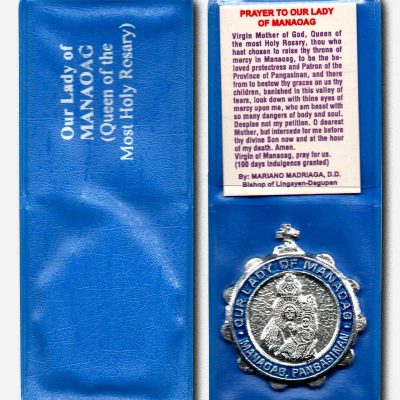 Our Lady of
MANAOAG
(Queen of the
Most Holy Rosary)
PRAYER TO OUR LADY
OF MANAOAG
Virgin Mother of God, Queen of
the most Holy Rosary, thou who
hast chosen to raise thy throne of
mercy in Manaoag, to be the be-
loved protectress and Patron of the
Province of Pangasinan, and there
from to bestow thy graces on us thy
children, banished in this valley of
tears, look down with thine eyes of
mercy upon me, who am beset with
so many dangers of body and soul.
Despise not my petition. O dearest
Mother, but intercede for me before
thy divine Son now and at the hour
of my death. Amen.
Virgin of Manaoag, pray for us.
(100 days indulgence granted)
By: MARIANO MADRIAGA, D.D.
Bishop of Lingayen-Dagupan
OUR LADY OF MANAOAG
MANAOAG, PANGASINAN